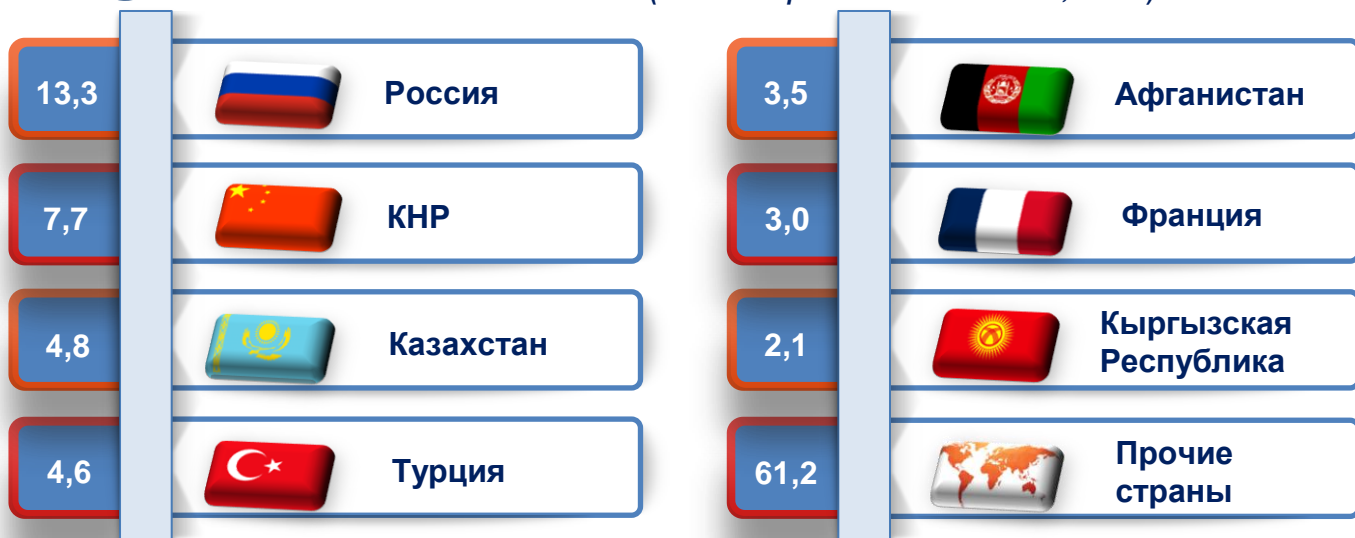 13,3 Россия
7,7 КНР
4,8 Казахстан
4,6 Турция
3,5 Афганистан
3,0 Франция
2,1 Кыргызская
Республика
61,2 Прочие
страны